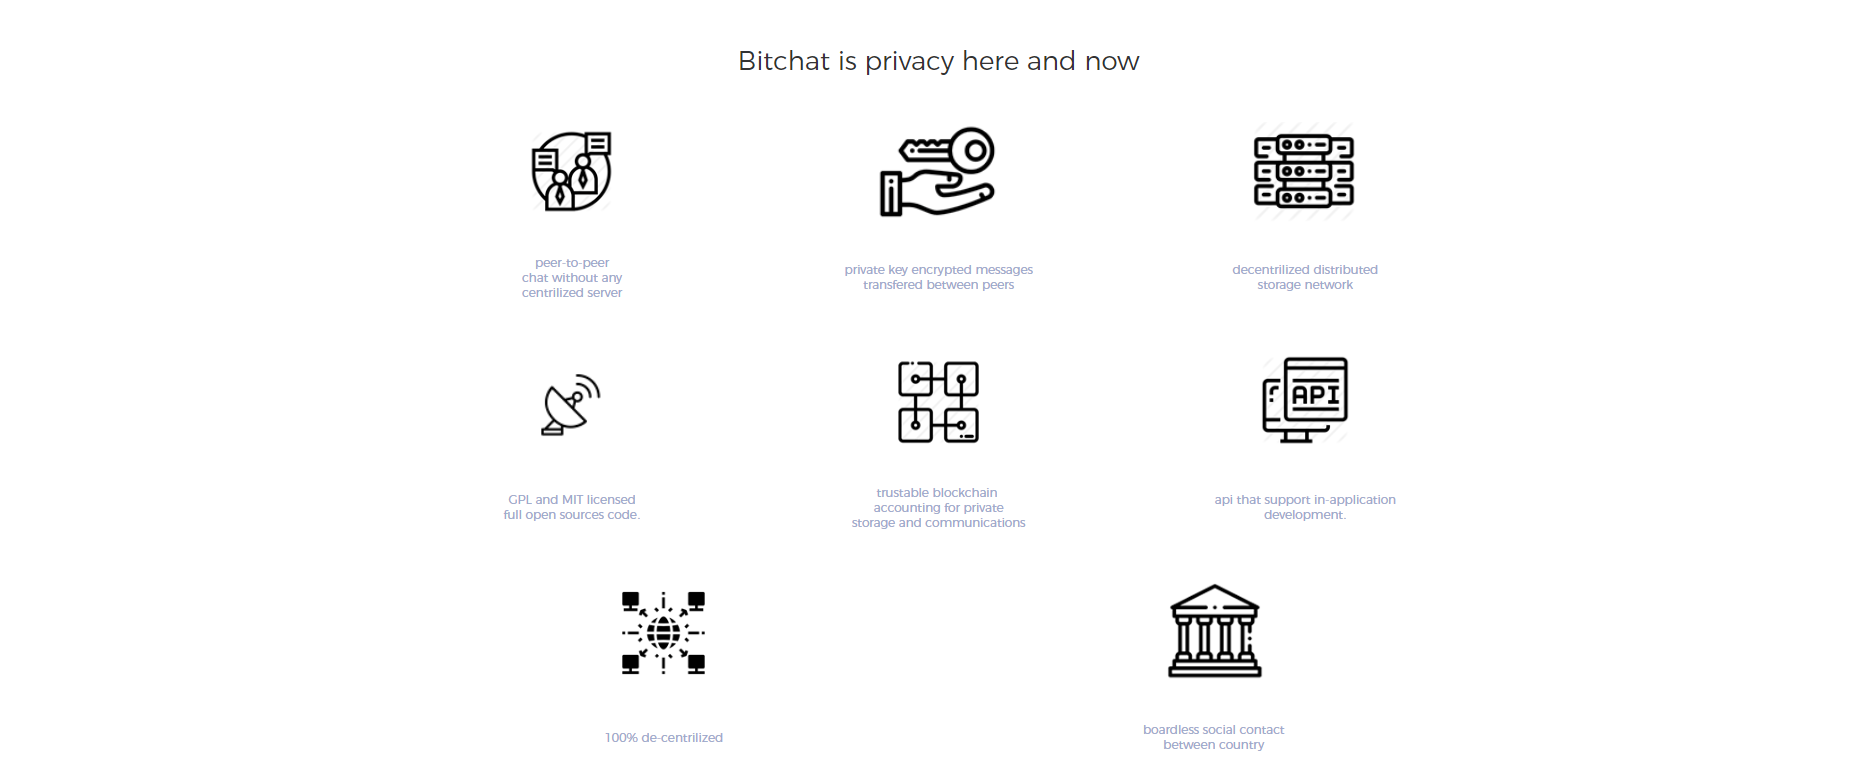 Bitchat is privacy here and now
peer-to-peer
chat without any
centrilized server
private key encrypted messages
transfered between peers
decentrilized distributed
storage network
API
GPL and MIT licensed
full open sources code.
trustable blockchain
accounting for private
storage and communications
api that support in-application
development.
100% de-centrilized
boardless social contact
between country